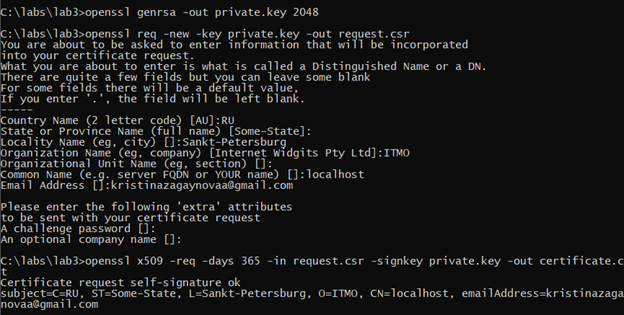 C:\labs\lab3>openssl genrsa -out private.key 2048
C:\labs\lab3>openssl req -new -key private.key -out request.csr
You are about to be asked to enter information that will be incorporated
into your certificate request.
What you are about to enter is what is called a Distinguished Name or a DN.
There are quite a few fields but you can leave some blank
For some fields there will be a default value,
If you enter '.', the field will be left blank.
-----
Country Name (2 letter code) [AU]:RU
State or Province Name (full name) [Some-State]:
Locality Name (eg, city) []:Sankt-Petersburg
Organization Name (eg, company) [Internet Widgits Pty Ltd]:ITMO
Organizational Unit Name (eg, section) []:
Common Name (e.g. server FQDN or YOUR name) []:localhost
Email Address []:kristinazagaynovaa@gmail.com
Please enter the following 'extra' attributes
to be sent with your certificate request
A challenge password []:
An optional company name []:
C:\labs\lab3>openssl x509 -req -days 365 -in request.csr -signkey private.key -out certificate.c
t
Certificate request self-signature ok
subject=C=RU, ST=Some-State, L=Sankt-Petersburg, O=ITMO, CN=localhost, emailAddress=kristinazaga
novaa@gmail.com